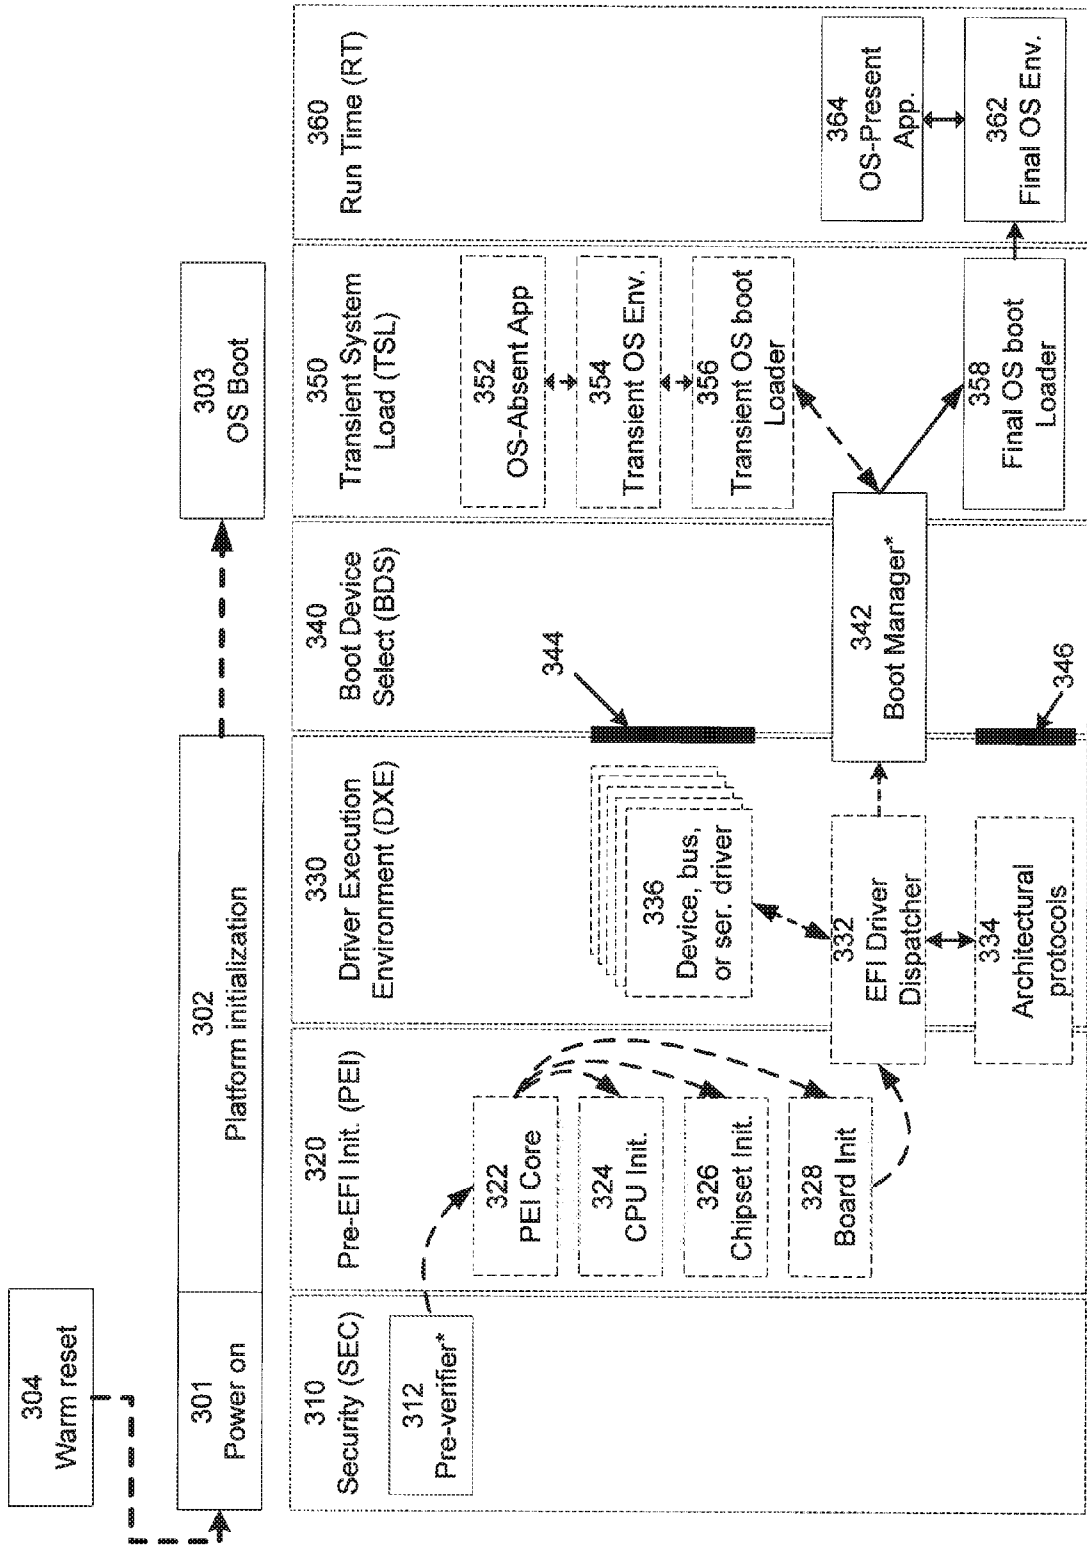 304
Warm reset
301
Power on
302
Platform initialization
303
OS Boot
310
Security (SEC)
312
Pre-verifier*
320
Pre-EFI Init. (PEI)
322
PEI Core
324
CPU Init.
326
Chipset Init.
328
Board Init
330
Driver Execution
Environment (DXE)
336
Device, bus,
or ser. driver
332
EFI Driver
Dispatcher
334
Architectural
protocols
340
Boot Device
Select (BDS)
344
342
Boot Manager*
346
350
Transient System
Load (TSL)
352
OS-Absent App
354
Transient OS Env.
356
Transient OS boot
Loader
358
Final OS boot
Loader
360
Run Time (RT)
364
OS-Present
App.
362
Final OS Env.